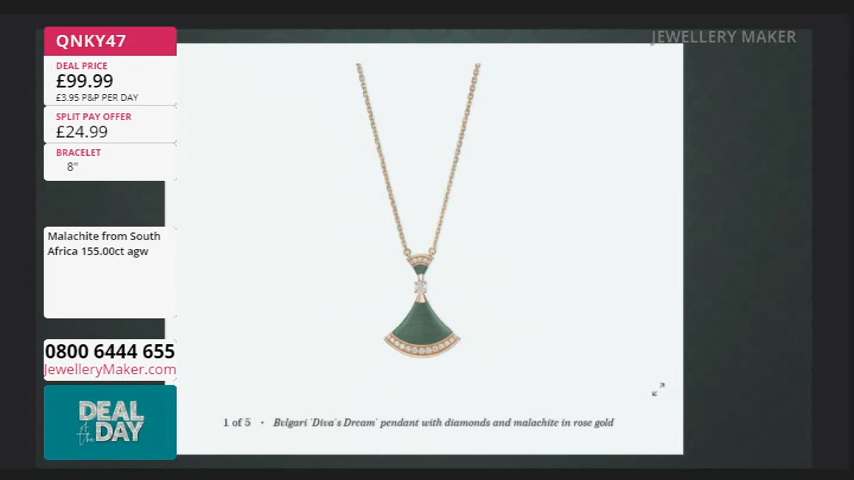 JEWELLERY MAKER
QNKY47
DEAL PRICE
£99.99
£3.95 P&P PER DAY
SPLIT PAY OFFER
£24.99
BRACELET
8"
Malachite from South
Africa 155.00ct agw
0800 6444 655
JewelleryMaker.com
DEAL
of the
DAY
1 of 5 • Bvlgari 'Diva's Dream' pendant with diamonds and malachite in rose gold